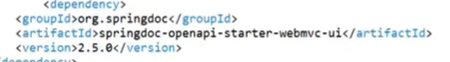 <dependency>
<groupId>org.springdoc</groupId>
<artifactId>springdoc-openapi-starter-webmvc-ui</artifactId>
<version>2.5.0</version>
</dependency>